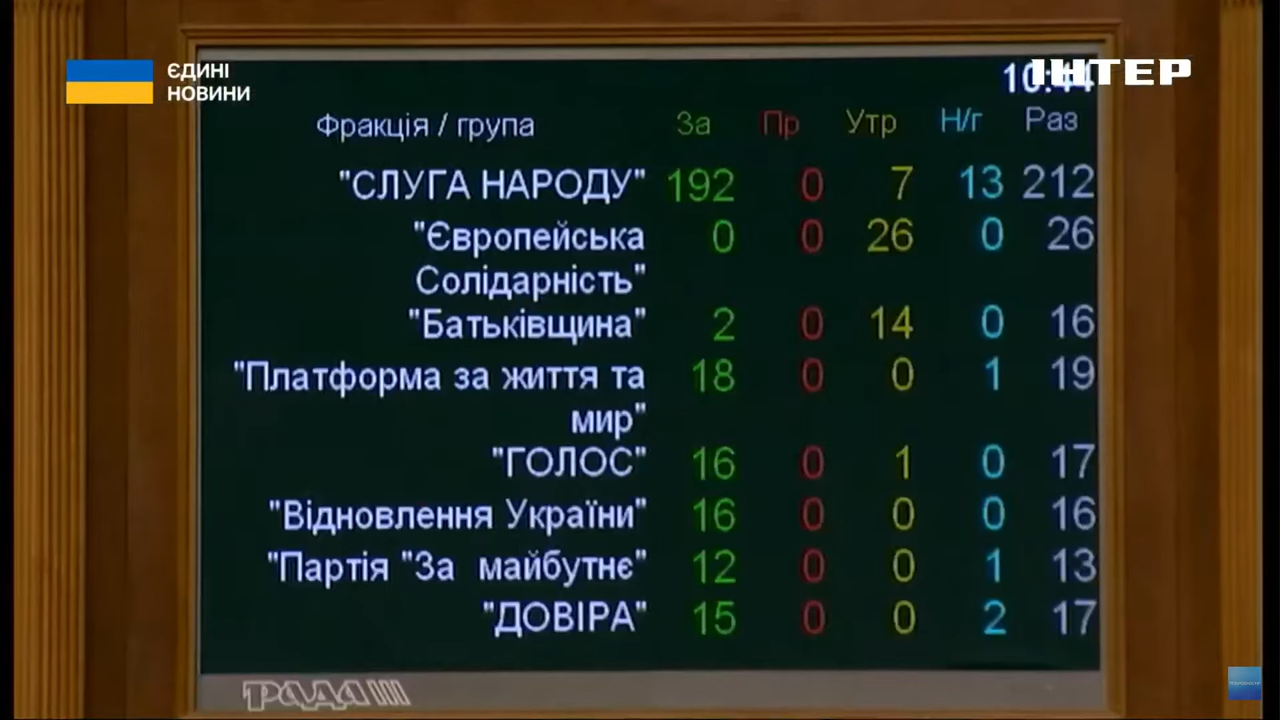 ЄДИНІ
НОВИНИ
ІНТЕР
Фракція / група За Пр Утр Н/г Раз
"СЛУГА НАРОДУ" 192 0 7 13 212
"Європейська 0 0 26 0 26
Солідарність"
"Батьківщина" 2 0 14 0 16
"Платформа за життя та 18 0 0 1 19
мир"
"ГОЛОС" 16 0 1 0 17
"Відновлення України" 16 0 0 0 16
"Партія "За майбутнє" 12 0 0 1 13
"ДОВІРА" 15 0 0 2 17
РАДА III